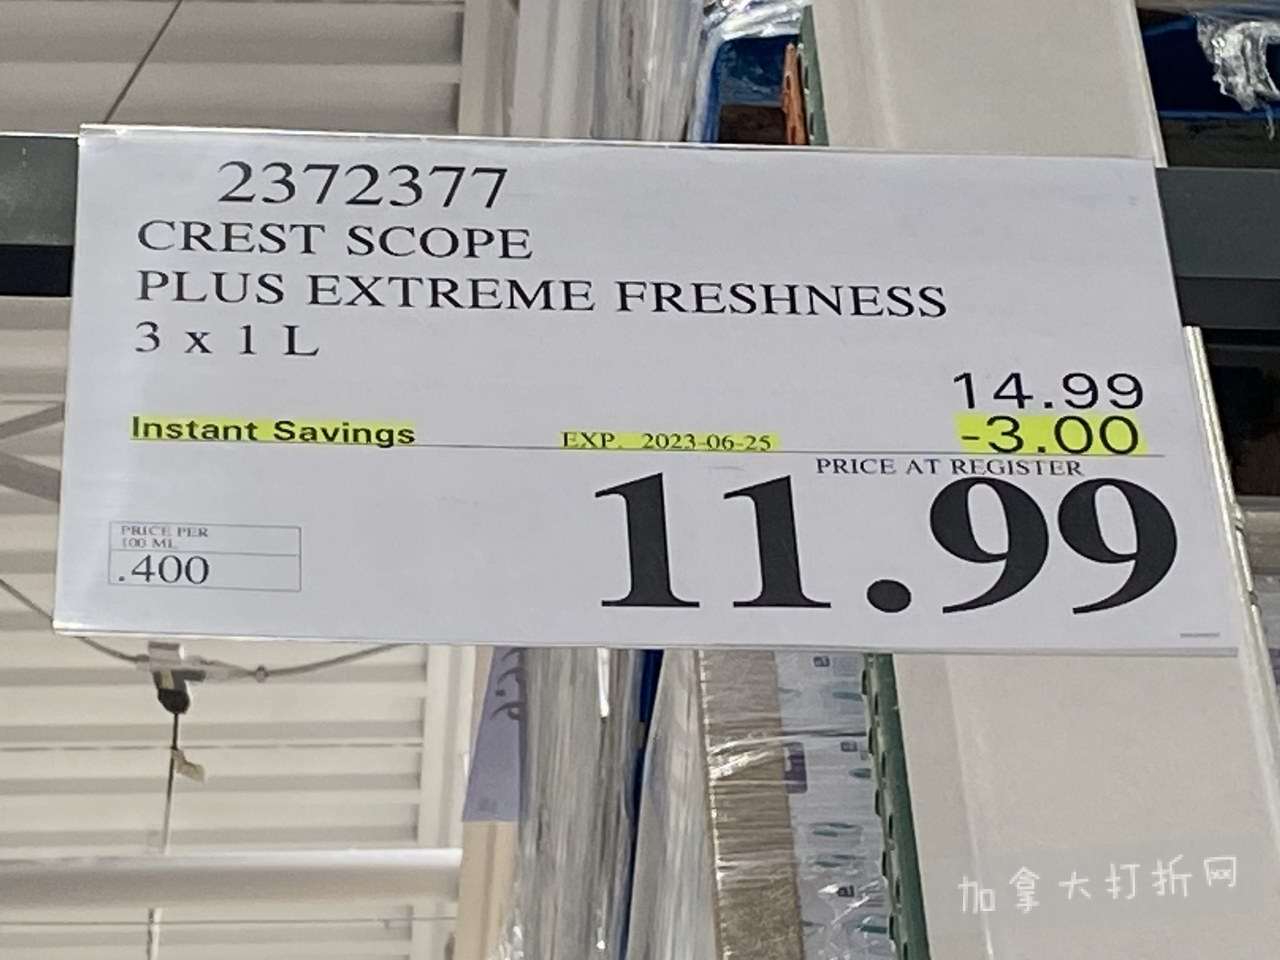 2372377
CREST SCOPE
PLUS EXTREME FRESHNESS
3 x 1 L
14.99
Instant Savings EXP. 2023-06-25 -3.00
PRICE AT REGISTER
11.99
PRICE PER
100 ML
.400
加拿大打折网